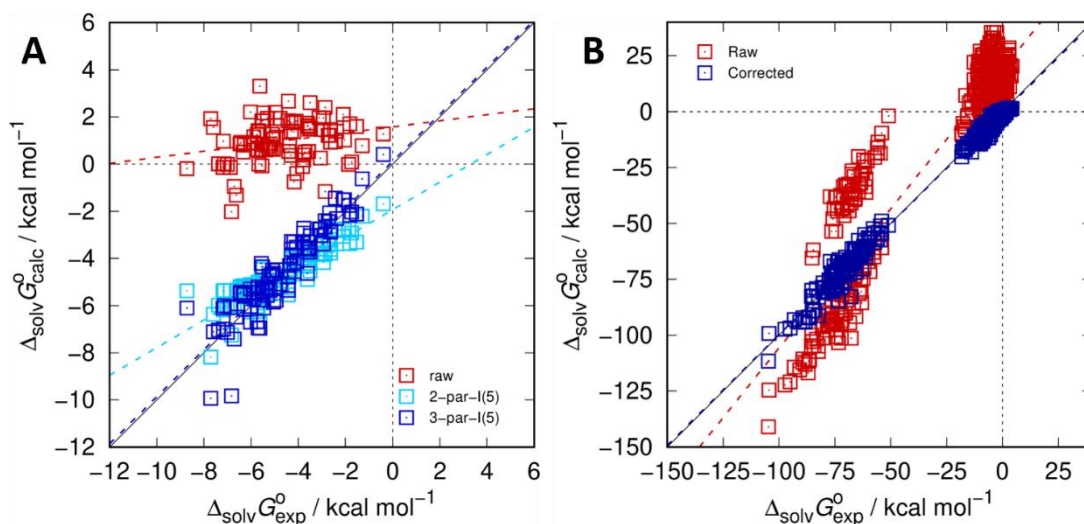 A
Δsolv G°calc / kcal mol⁻¹
6
4
2
0
−2
−4
−6
−8
−10
−12
raw
2−par−I(5)
3−par−I(5)
−12 −10 −8 −6 −4 −2 0 2 4 6
Δsolv G°exp / kcal mol⁻¹
B
Δsolv G°calc / kcal mol⁻¹
Raw
Corrected
25
0
−25
−50
−75
−100
−125
−150
−150 −125 −100 −75 −50 −25 0 25
Δsolv G°exp / kcal mol⁻¹